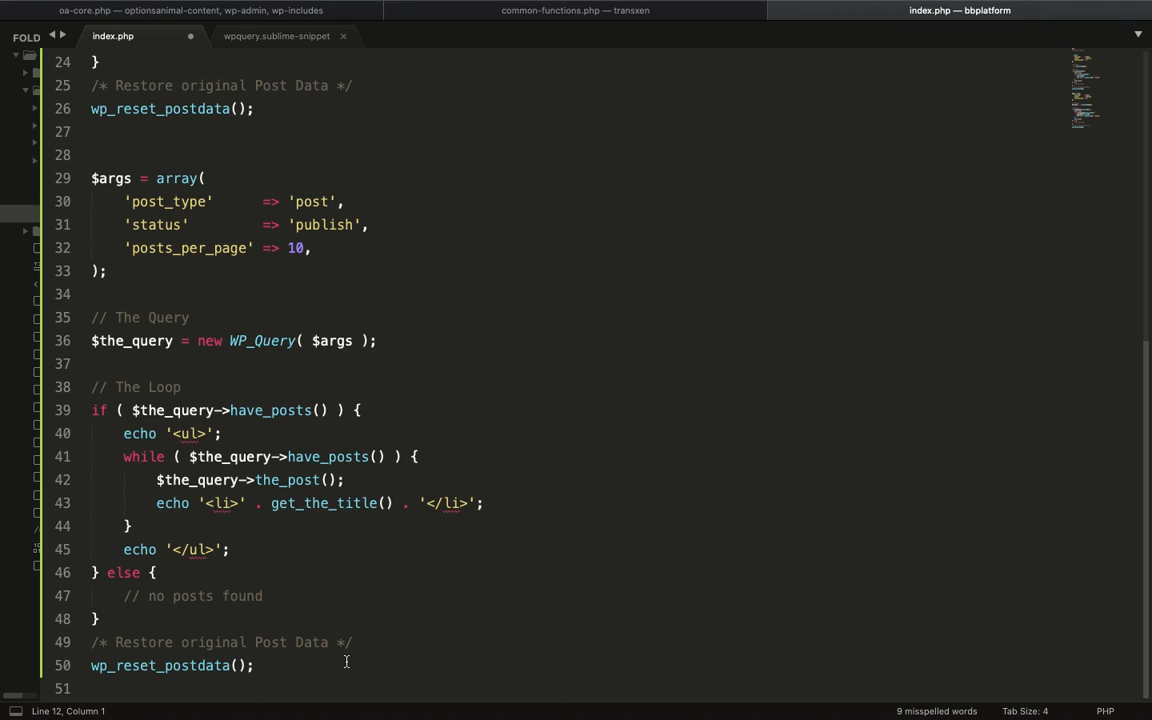 oa-core.php — optionsanimal-content, wp-admin, wp-includes
common-functions.php — transxen
index.php — bbplatform
FOLD
index.php
wpquery.sublime-snippet ×
24 }
25 /* Restore original Post Data */
26 wp_reset_postdata();
27
28
29 $args = array(
30 'post_type' => 'post',
31 'status' => 'publish',
32 'posts_per_page' => 10,
33 );
34
35 // The Query
36 $the_query = new WP_Query( $args );
37
38 // The Loop
39 if ( $the_query->have_posts() ) {
40 echo '<ul>';
41 while ( $the_query->have_posts() ) {
42 $the_query->the_post();
43 echo '<li>' . get_the_title() . '</li>';
44 }
45 echo '</ul>';
46 } else {
47 // no posts found
48 }
49 /* Restore original Post Data */
50 wp_reset_postdata();
51
Line 12, Column 1
9 misspelled words
Tab Size: 4
PHP